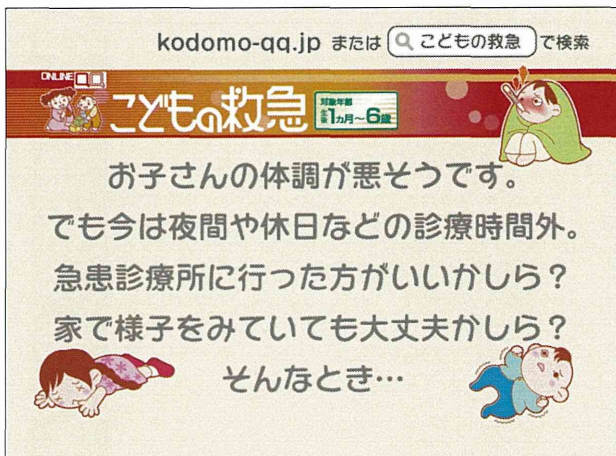 kodomo-qq.jp または こどもの救急 で検索
ONLINE QQ
こどもの救急
対象年齢
生後1ヵ月～6歳
お子さんの体調が悪そうです。
でも今は夜間や休日などの診療時間外。
急患診療所に行った方がいいかしら？
家で様子をみていても大丈夫かしら？
そんなとき…